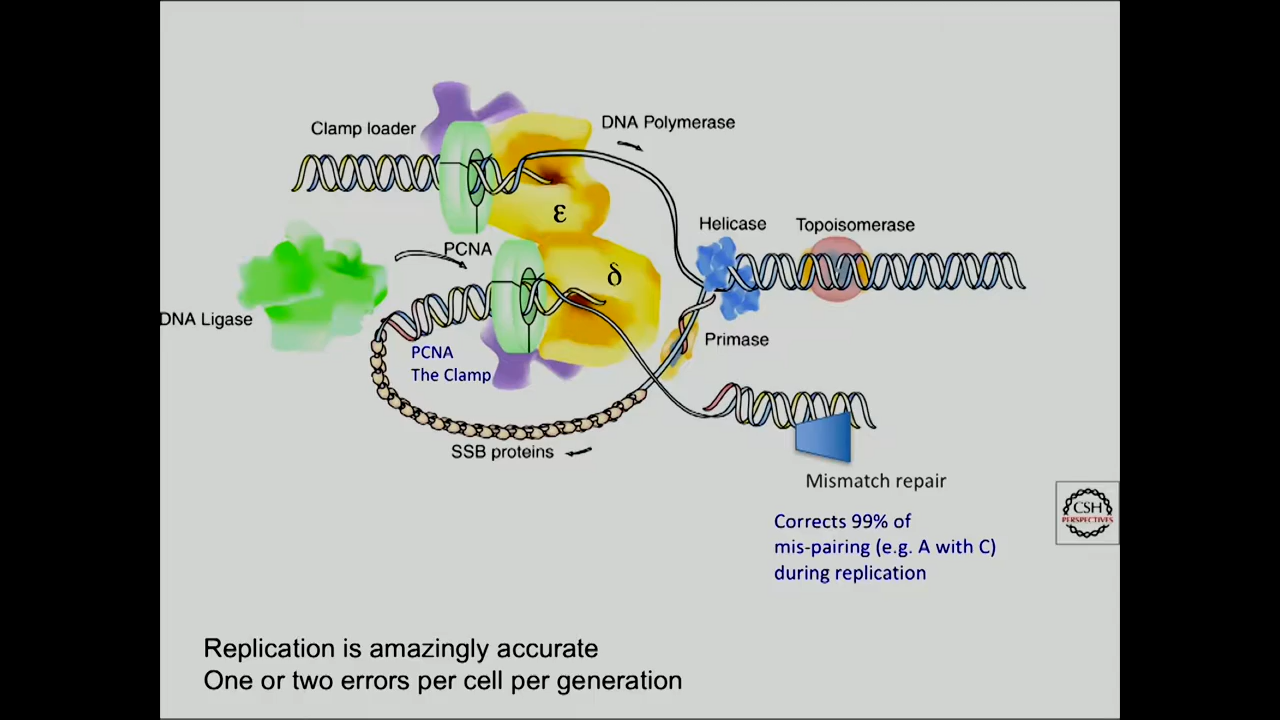 Clamp loader
DNA Polymerase
ε
Helicase
Topoisomerase
PCNA
δ
DNA Ligase
Primase
PCNA
The Clamp
SSB proteins
Mismatch repair
Corrects 99% of
mis-pairing (e.g. A with C)
during replication
CSH
PERSPECTIVES
Replication is amazingly accurate
One or two errors per cell per generation